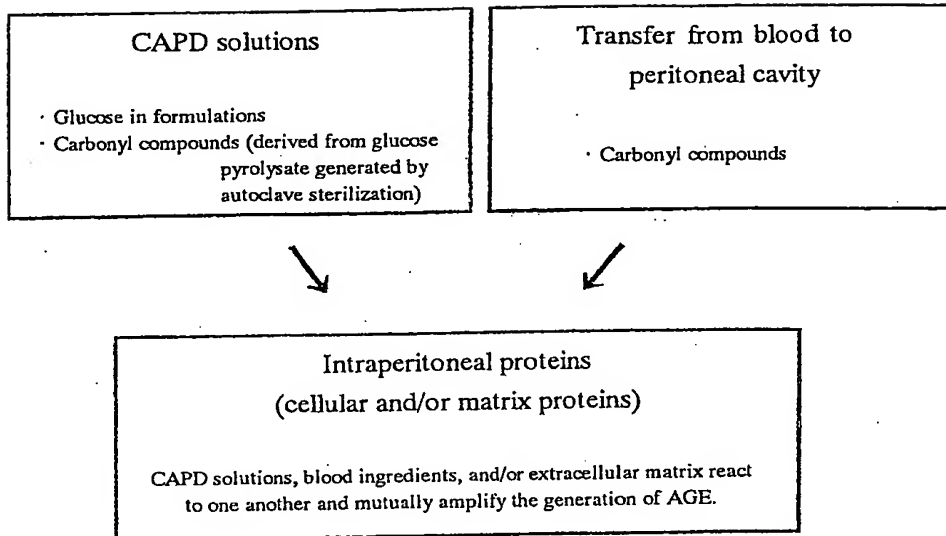 CAPD solutions
· Glucose in formulations
· Carbonyl compounds (derived from glucose
pyrolysate generated by
autoclave sterilization)
Transfer from blood to
peritoneal cavity
· Carbonyl compounds
Intraperitoneal proteins
(cellular and/or matrix proteins)
CAPD solutions, blood ingredients, and/or extracellular matrix react
to one another and mutually amplify the generation of AGE.